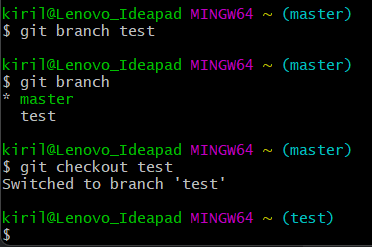 kiril@Lenovo_Ideapad MINGW64 ~ (master)
$ git branch test
kiril@Lenovo_Ideapad MINGW64 ~ (master)
$ git branch
* master
  test
kiril@Lenovo_Ideapad MINGW64 ~ (master)
$ git checkout test
Switched to branch 'test'
kiril@Lenovo_Ideapad MINGW64 ~ (test)
$